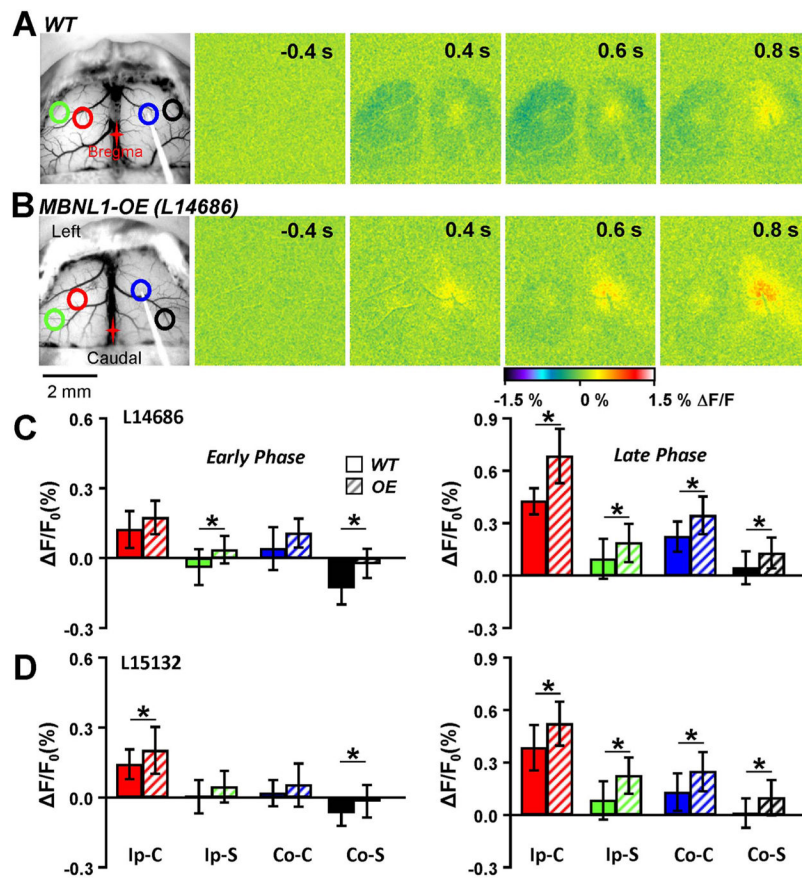 A WT
-0.4 s 0.4 s 0.6 s 0.8 s
Bregma
B MBNL1-OE (L14686)
Left
-0.4 s 0.4 s 0.6 s 0.8 s
Caudal
2 mm
-1.5 % 0 % 1.5 % ΔF/F
C
L14686
Early Phase
WT
OE
ΔF/F0(%)
0.6
0.3
0.0
-0.3
* *
Late Phase
ΔF/F0(%)
0.9
0.6
0.3
0.0
-0.3
* * * *
D
L15132
ΔF/F0(%)
0.6
0.3
0.0
-0.3
* *
Ip-C Ip-S Co-C Co-S
ΔF/F0(%)
0.9
0.6
0.3
0.0
-0.3
* * * *
Ip-C Ip-S Co-C Co-S